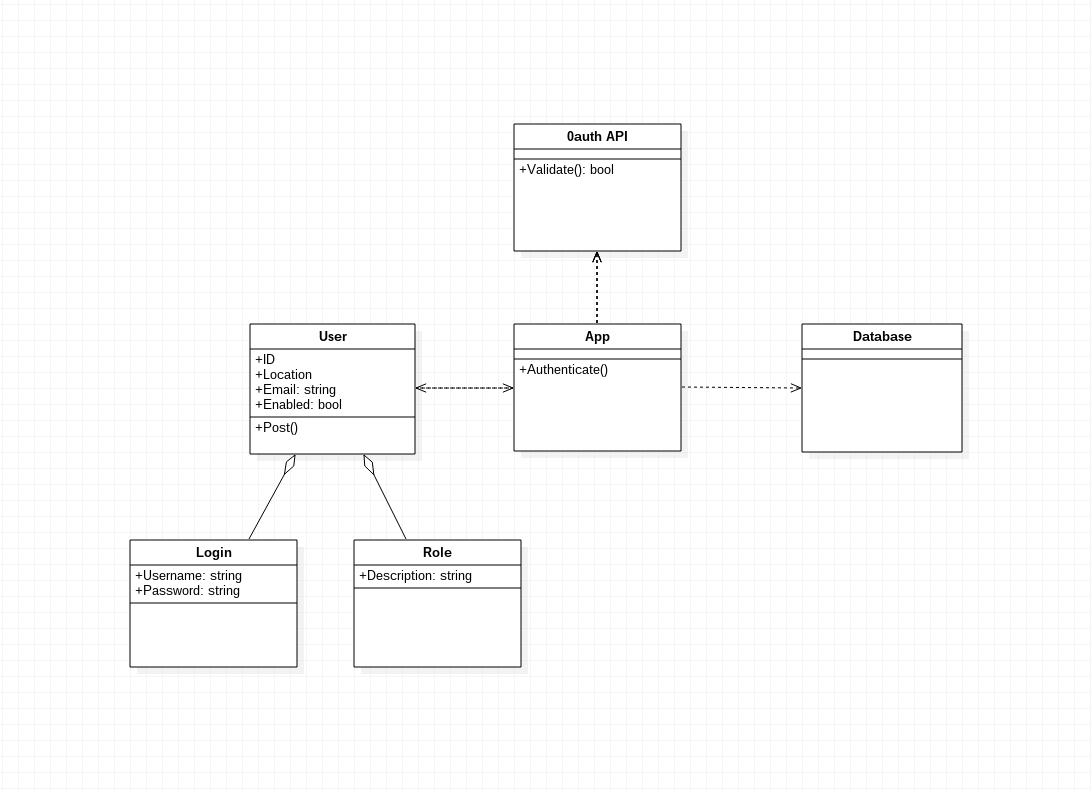 0auth API
+Validate(): bool
User
+ID
+Location
+Email: string
+Enabled: bool
+Post()
App
+Authenticate()
Database
Login
+Username: string
+Password: string
Role
+Description: string